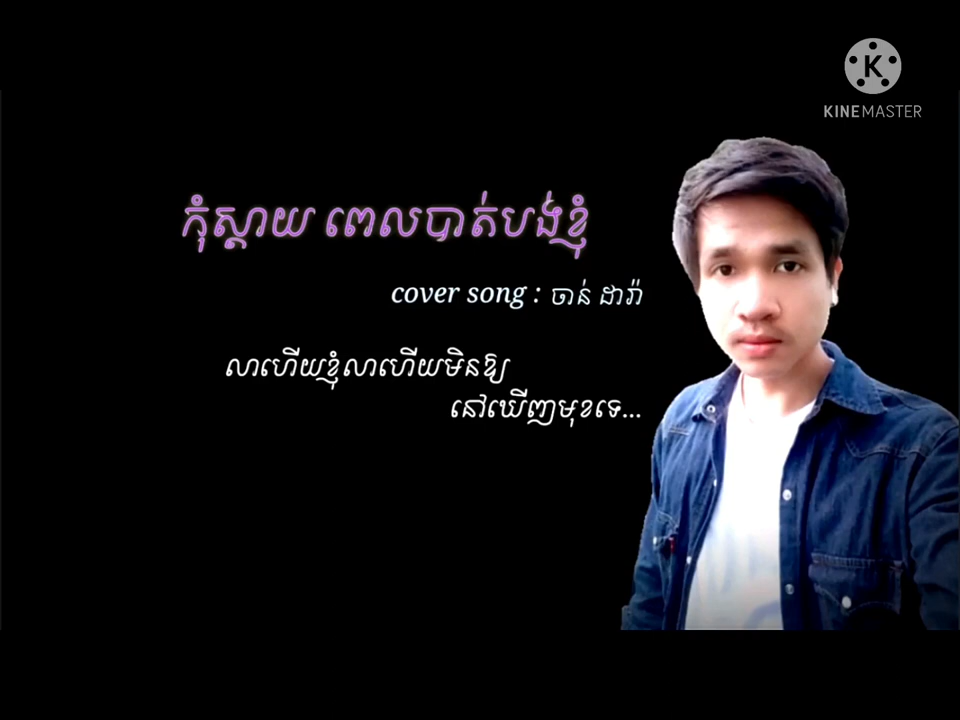 KINEMASTER
កុំស្ដាយ ពេលបាត់បង់ខ្ញុំ
cover song : ចាន់ ដារ៉ា
លាហើយខ្ញុំលាហើយមិនឱ្យ
នៅឃើញមុខទេ...